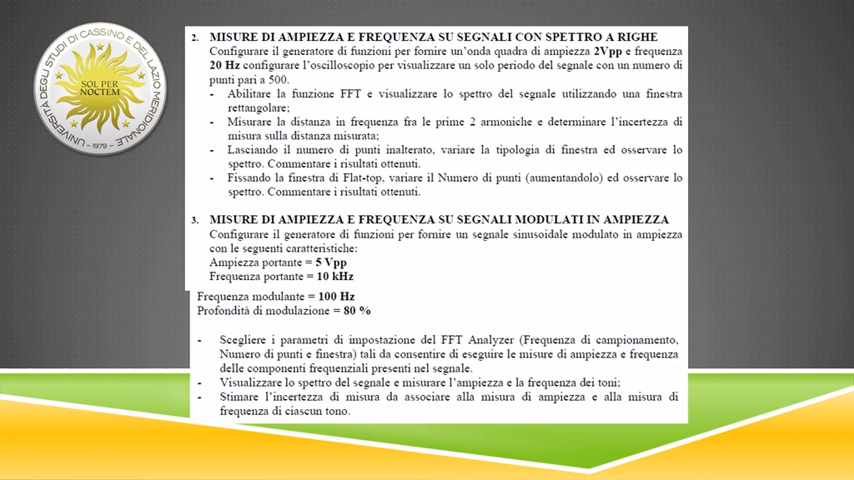 UNIVERSITÀ DEGLI STUDI DI CASSINO E DEL LAZIO MERIDIONALE
SOL PER
NOCTEM
- 1979 -
2. MISURE DI AMPIEZZA E FREQUENZA SU SEGNALI CON SPETTRO A RIGHE
Configurare il generatore di funzioni per fornire un'onda quadra di ampiezza 2Vpp e frequenza
20 Hz configurare l'oscilloscopio per visualizzare un solo periodo del segnale con un numero di
punti pari a 500.
- Abilitare la funzione FFT e visualizzare lo spettro del segnale utilizzando una finestra
rettangolare;
- Misurare la distanza in frequenza fra le prime 2 armoniche e determinare l'incertezza di
misura sulla distanza misurata;
- Lasciando il numero di punti inalterato, variare la tipologia di finestra ed osservare lo
spettro. Commentare i risultati ottenuti.
- Fissando la finestra di Flat-top, variare il Numero di punti (aumentandolo) ed osservare lo
spettro. Commentare i risultati ottenuti.
3. MISURE DI AMPIEZZA E FREQUENZA SU SEGNALI MODULATI IN AMPIEZZA
Configurare il generatore di funzioni per fornire un segnale sinusoidale modulato in ampiezza
con le seguenti caratteristiche:
Ampiezza portante = 5 Vpp
Frequenza portante = 10 kHz
Frequenza modulante = 100 Hz
Profondità di modulazione = 80 %
- Scegliere i parametri di impostazione del FFT Analyzer (Frequenza di campionamento,
Numero di punti e finestra) tali da consentire di eseguire le misure di ampiezza e frequenza
delle componenti frequenziali presenti nel segnale.
- Visualizzare lo spettro del segnale e misurare l'ampiezza e la frequenza dei toni;
- Stimare l'incertezza di misura da associare alla misura di ampiezza e alla misura di
frequenza di ciascun tono.